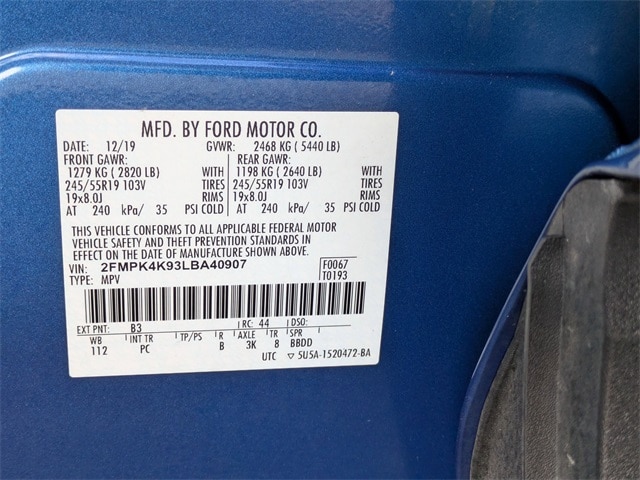 MFD. BY FORD MOTOR CO.
DATE: 12/19 GVWR: 2468 KG ( 5440 LB)
FRONT GAWR: REAR GAWR:
1279 KG ( 2820 LB) WITH 1198 KG ( 2640 LB) WITH
245/55R19 103V TIRES 245/55R19 103V TIRES
19x8.0J RIMS 19x8.0J RIMS
AT 240 kPa/ 35 PSI COLD AT 240 kPa/ 35 PSI COLD
THIS VEHICLE CONFORMS TO ALL APPLICABLE FEDERAL MOTOR
VEHICLE SAFETY AND THEFT PREVENTION STANDARDS IN
EFFECT ON THE DATE OF MANUFACTURE SHOWN ABOVE.
VIN: 2FMPK4K93LBA40907 F0067
TYPE: MPV T0193
EXT PNT: B3 RC: 44 DSO:
WB INT TR TP/PS R AXLE TR SPR
112 PC B 3K 8 BBDD
UTC ▽ 5U5A-1520472-BA